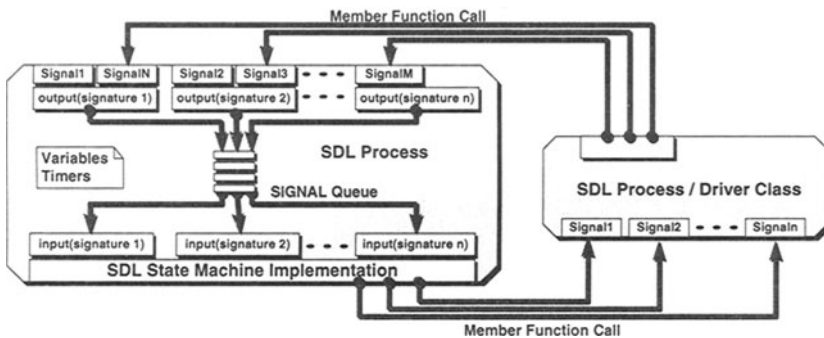 Member Function Call
Signal1 SignalN Signal2 Signal3 SignalM
output(signature 1) output(signature 2) output(signature n)
Variables
Timers
SDL Process
SIGNAL Queue
SDL Process / Driver Class
Signal1 Signal2 Signaln
input(signature 1) input(signature 2) input(signature n)
SDL State Machine Implementation
Member Function Call